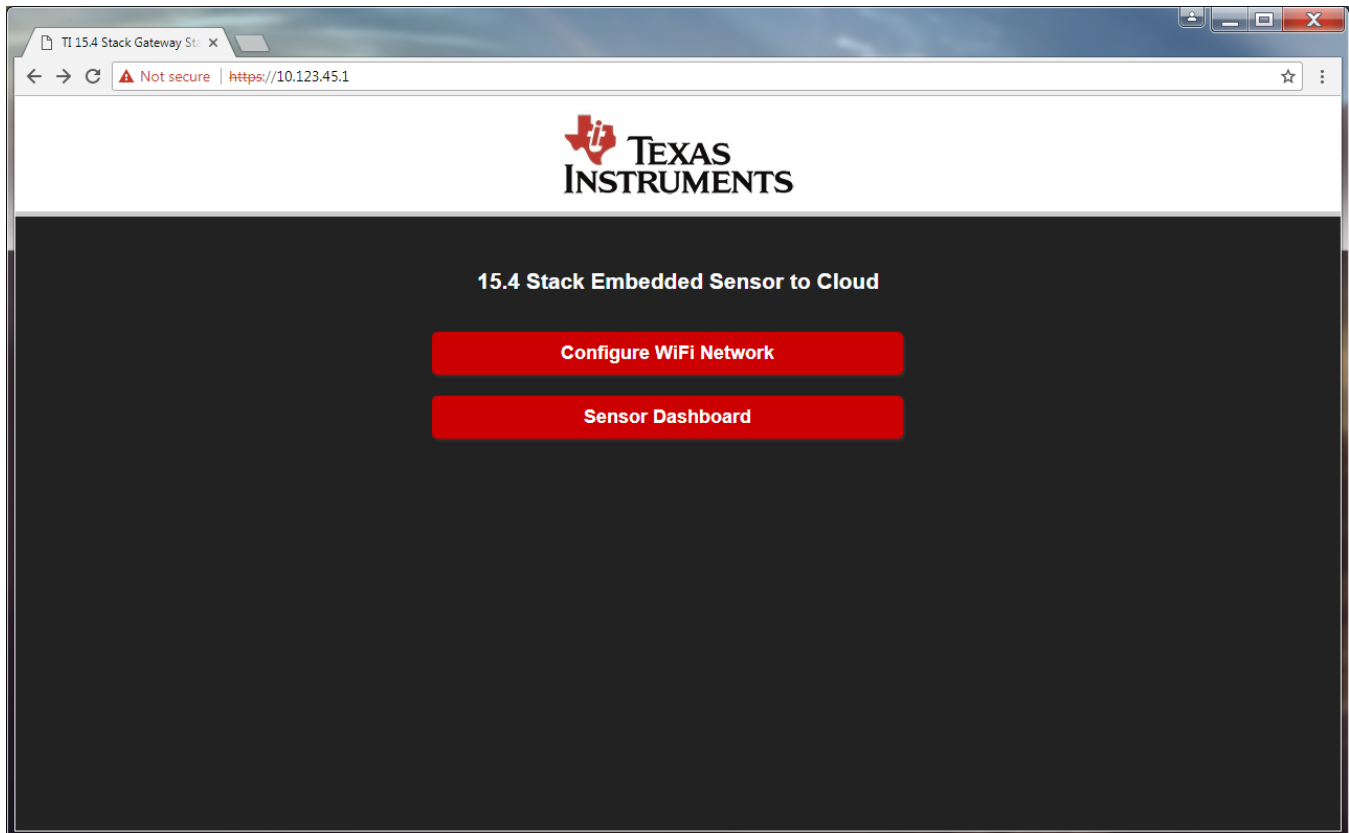 TI 15.4 Stack Gateway Sta
Not secure | https://10.123.45.1
TEXAS
INSTRUMENTS
15.4 Stack Embedded Sensor to Cloud
Configure WiFi Network
Sensor Dashboard